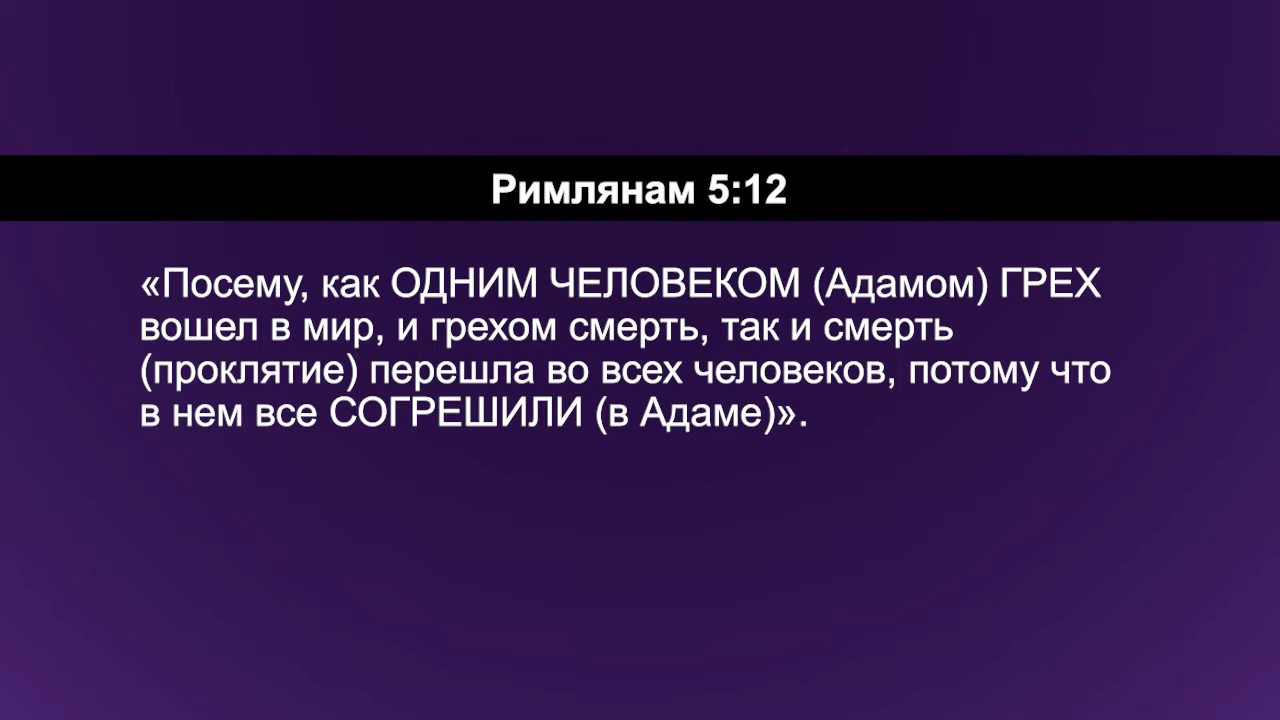 Римлянам 5:12
«Посему, как ОДНИМ ЧЕЛОВЕКОМ (Адамом) ГРЕХ
вошел в мир, и грехом смерть, так и смерть
(проклятие) перешла во всех человеков, потому что
в нем все СОГРЕШИЛИ (в Адаме)».